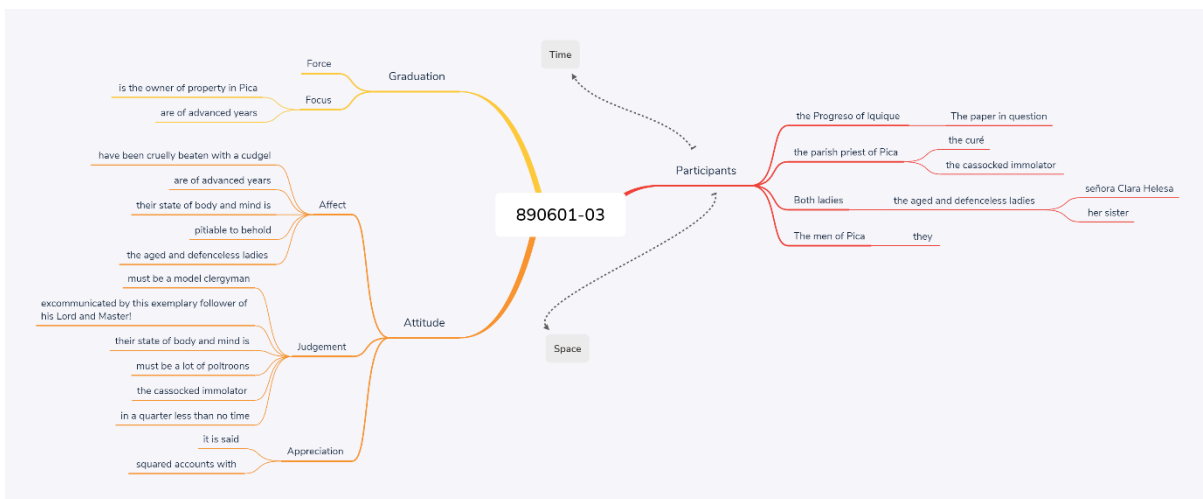 890601-03
Graduation
Force
Focus
is the owner of property in Pica
are of advanced years
Attitude
Affect
have been cruelly beaten with a cudgel
are of advanced years
their state of body and mind is
pitiable to behold
the aged and defenceless ladies
Judgement
must be a model clergyman
excommunicated by this exemplary follower of
his Lord and Master!
their state of body and mind is
must be a lot of poltroons
the cassocked immolator
in a quarter less than no time
Appreciation
it is said
squared accounts with
Time
Space
Participants
the Progreso of Iquique
The paper in question
the parish priest of Pica
the curé
the cassocked immolator
Both ladies
the aged and defenceless ladies
señora Clara Helesa
her sister
The men of Pica
they